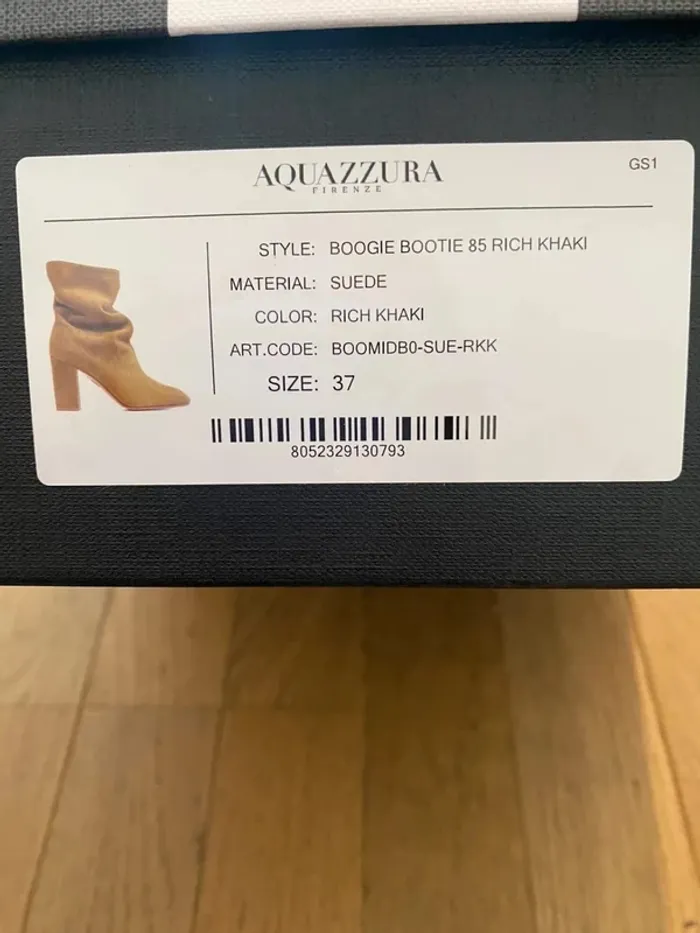 AQUAZZURA
FIRENZE
GS1
STYLE: BOOGIE BOOTIE 85 RICH KHAKI
MATERIAL: SUEDE
COLOR: RICH KHAKI
ART.CODE: BOOMIDB0-SUE-RKK
SIZE: 37
8052329130793